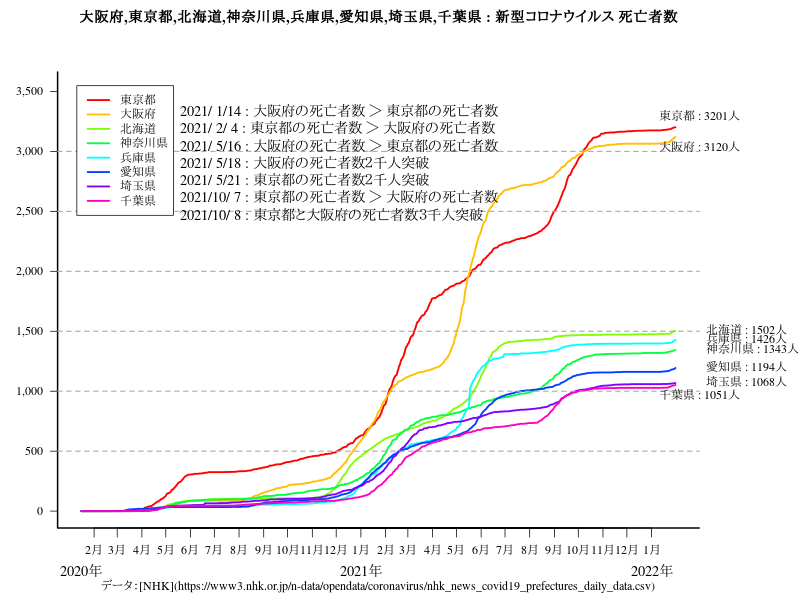 大阪府,東京都,北海道,神奈川県,兵庫県,愛知県,埼玉県,千葉県 : 新型コロナウイルス 死亡者数
3,500
3,000
2,500
2,000
1,500
1,000
500
0
東京都
大阪府
北海道
神奈川県
兵庫県
愛知県
埼玉県
千葉県
2021/ 1/14 : 大阪府の死亡者数 > 東京都の死亡者数
2021/ 2/ 4 : 東京都の死亡者数 > 大阪府の死亡者数
2021/ 5/16 : 大阪府の死亡者数 > 東京都の死亡者数
2021/ 5/18 : 大阪府の死亡者数2千人突破
2021/ 5/21 : 東京都の死亡者数2千人突破
2021/10/ 7 : 東京都の死亡者数 > 大阪府の死亡者数
2021/10/ 8 : 東京都と大阪府の死亡者数3千人突破
東京都 : 3201人
大阪府 : 3120人
北海道 : 1502人
兵庫県 : 1426人
神奈川県 : 1343人
愛知県 : 1194人
埼玉県 : 1068人
千葉県 : 1051人
2月 3月 4月 5月 6月 7月 8月 9月 10月 11月 12月 1月 2月 3月 4月 5月 6月 7月 8月 9月 10月 11月 12月 1月
2020年 2021年 2022年
データ : [NHK](https://www3.nhk.or.jp/n-data/opendata/coronavirus/nhk_news_covid19_prefectures_daily_data.csv)